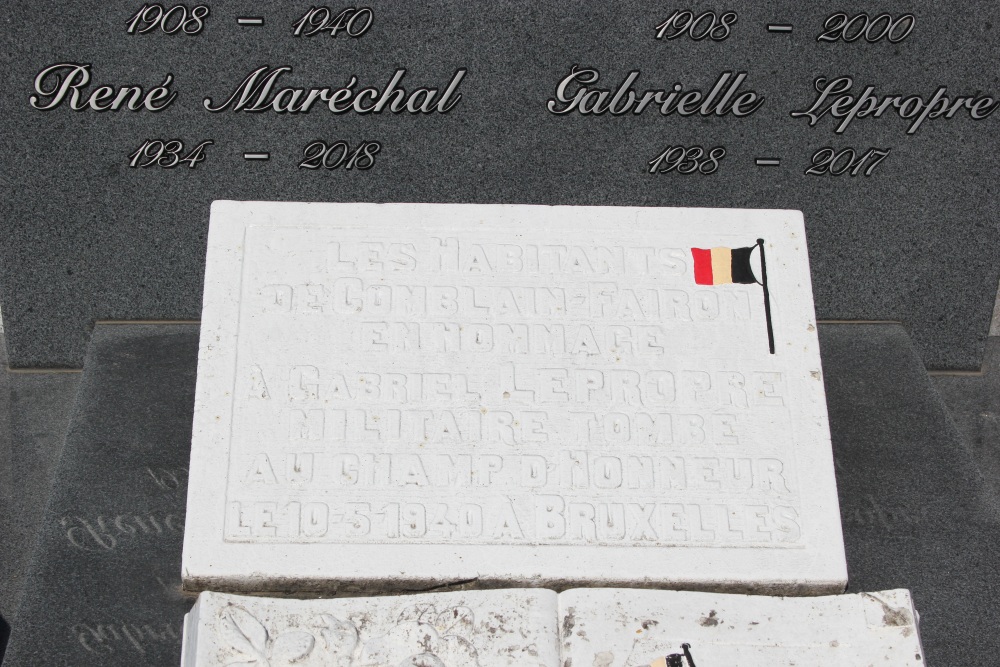 1908 – 1940
1908 – 2000
René Maréchal
Gabrielle Lepropre
1934 – 2018
1938 – 2017
LES HABITANTS
DE COMBLAIN-FAIRON
EN HOMMAGE
À GABRIEL LEPROPRE
MILITAIRE TOMBÉ
AU CHAMP D'HONNEUR
LE 10-5-1940 À BRUXELLES